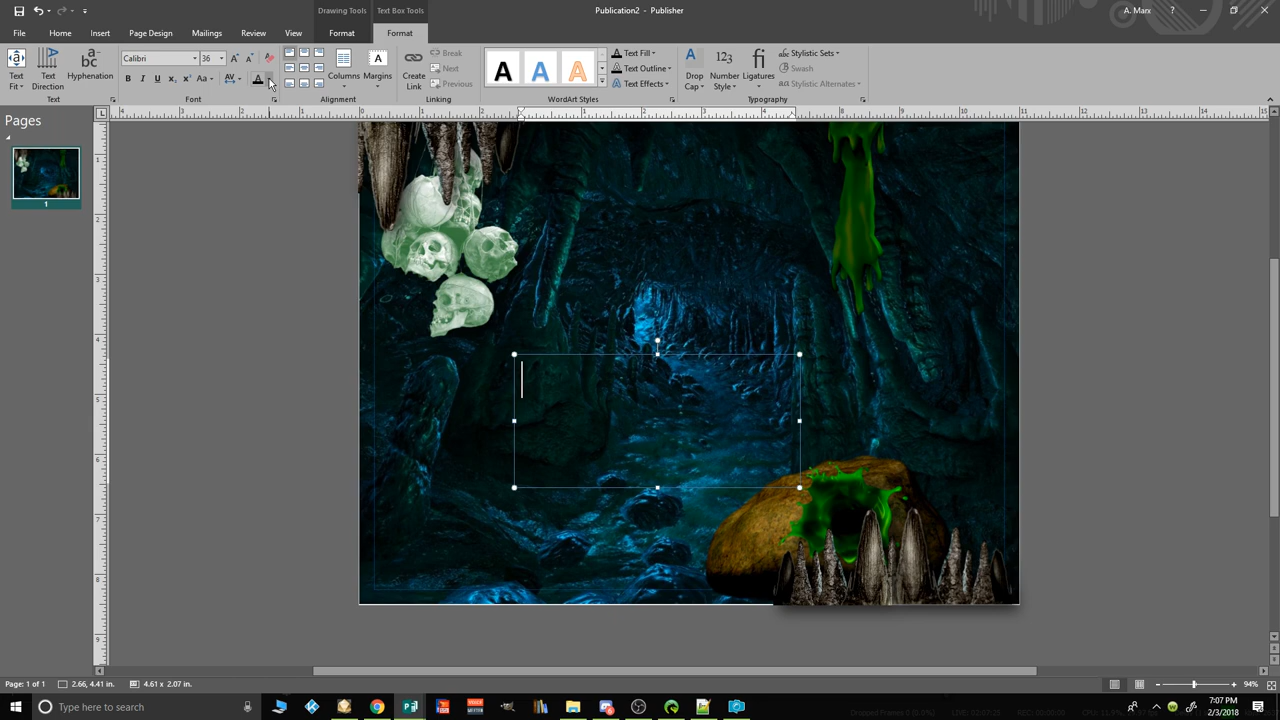 Drawing Tools Text Box Tools Publication2 - Publisher A. Marx ?
File Home Insert Page Design Mailings Review View Format Format
Text Fit Text Direction Hyphenation Calibri 36 Columns Margins Create Link Break Next Previous
A A A Text Fill Text Outline Text Effects Drop Cap Number Style Ligatures Stylistic Sets Swash Stylistic Alternates
B I U x₂ x² Aa AV A
Text Font Alignment Linking WordArt Styles Typography
Pages
1
Page: 1 of 1 2.66, 4.41 in. 4.61 x 2.07 in. 94%
Type here to search
7:07 PM
2/3/2018